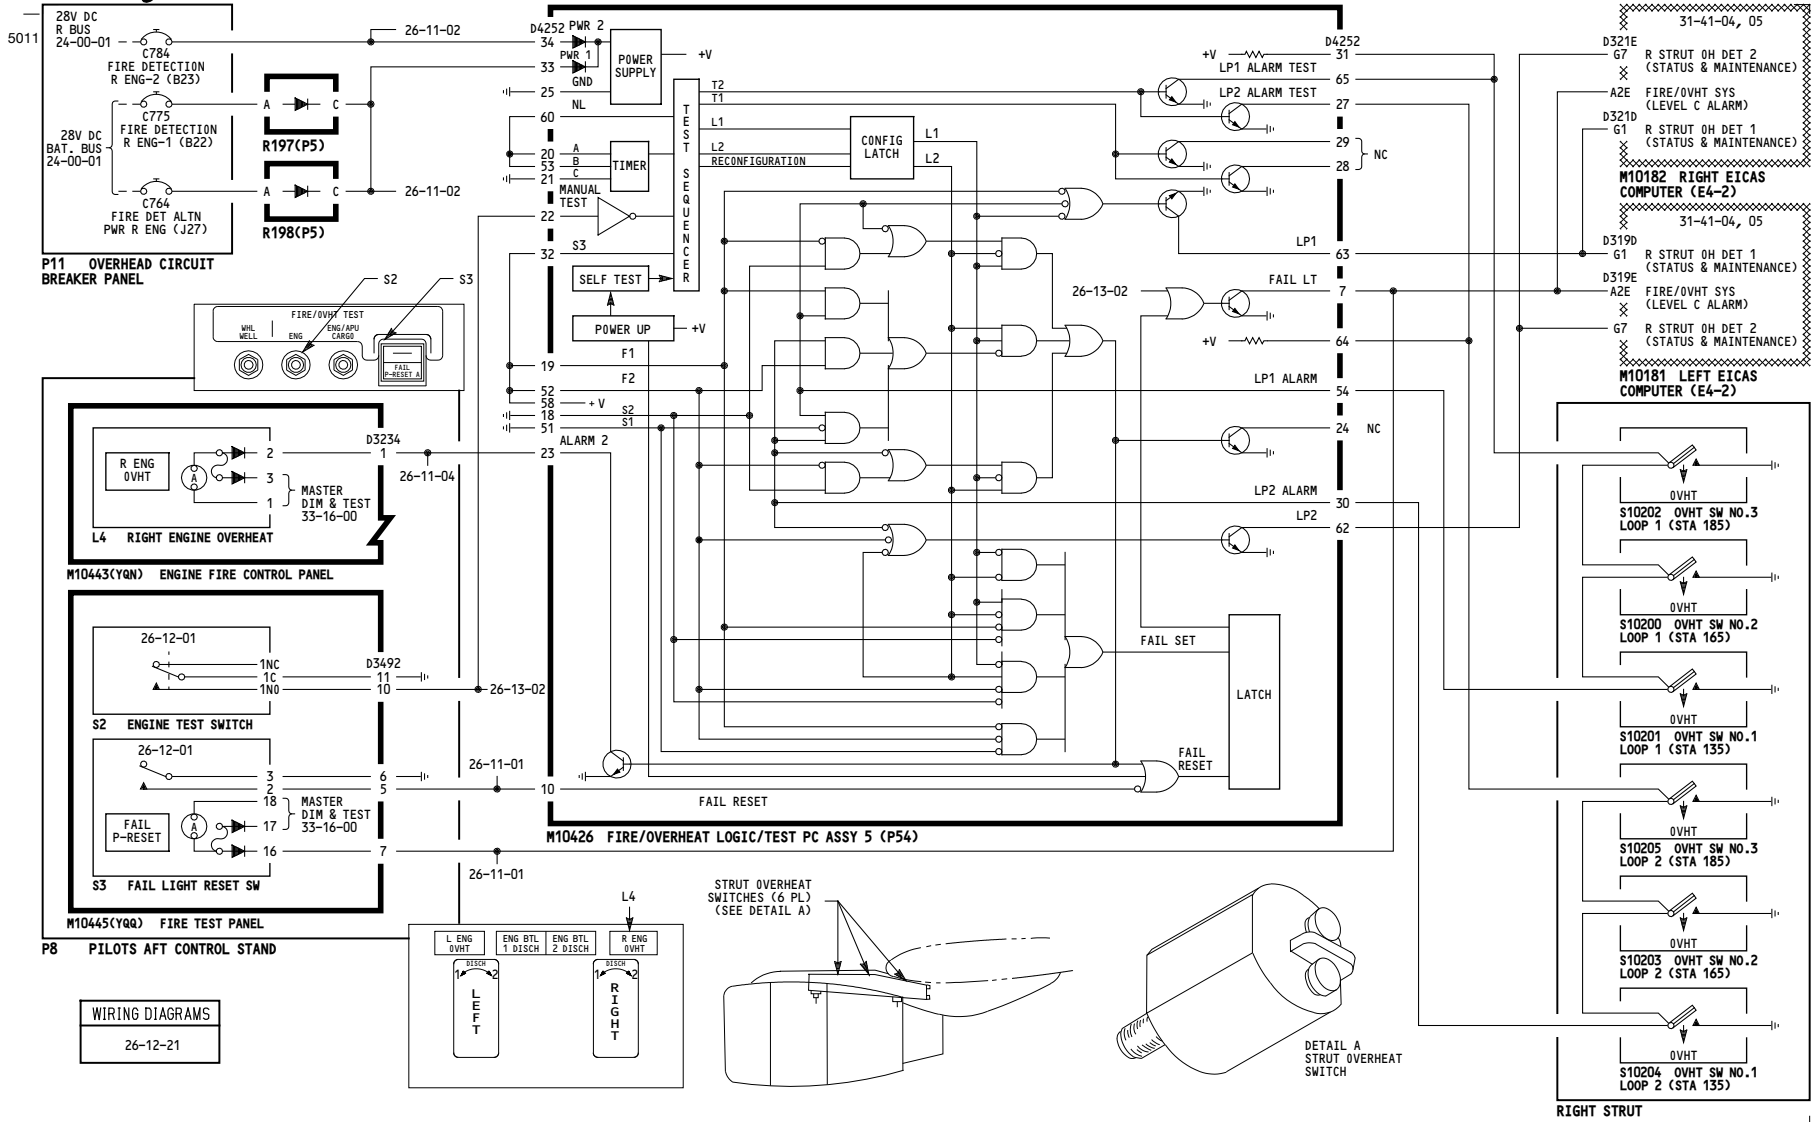 5011
28V DC
R BUS
24-00-01
C784
FIRE DETECTION
R ENG-2 (B23)
C775
FIRE DETECTION
R ENG-1 (B22)
28V DC
BAT. BUS
24-00-01
C764
FIRE DET ALTN
PWR R ENG (J27)
P11 OVERHEAD CIRCUIT
BREAKER PANEL
26-11-02
A C
R197(P5)
A C
R198(P5)
26-11-02
S2
S3
FIRE/OVHT TEST
WHL
WELL
ENG
ENG/APU
CARGO
FAIL
P-RESET A
R ENG
OVHT
A
2
3
1
D3234
1
26-11-04
MASTER
DIM & TEST
33-16-00
L4 RIGHT ENGINE OVERHEAT
M10443(YQN) ENGINE FIRE CONTROL PANEL
26-12-01
1NC
1C
1NO
D3492
11
10
26-13-02
S2 ENGINE TEST SWITCH
26-12-01
3
2
18
17
16
6
5
7
MASTER
DIM & TEST
33-16-00
FAIL
P-RESET
A
S3 FAIL LIGHT RESET SW
M10445(YQQ) FIRE TEST PANEL
P8 PILOTS AFT CONTROL STAND
26-11-01
26-11-01
D4252
34
33
25
60
20
53
21
22
32
19
52
58
18
51
23
10
PWR 2
PWR 1
GND
NL
A
B
C
MANUAL
TEST
S3
F1
F2
+V
S2
S1
ALARM 2
POWER
SUPPLY
+V
TIMER
TEST SEQUENCER
SELF TEST
POWER UP
+V
T2
T1
L1
L2
RECONFIGURATION
CONFIG
LATCH
L1
L2
26-13-02
FAIL SET
FAIL
RESET
LATCH
FAIL RESET
+V
LP1 ALARM TEST
LP2 ALARM TEST
LP1
FAIL LT
+V
LP1 ALARM
LP2 ALARM
LP2
D4252
31
65
27
29
28
NC
63
7
64
54
24 NC
30
62
M10426 FIRE/OVERHEAT LOGIC/TEST PC ASSY 5 (P54)
31-41-04, 05
D321E
G7 R STRUT OH DET 2
(STATUS & MAINTENANCE)
A2E FIRE/OVHT SYS
(LEVEL C ALARM)
D321D
G1 R STRUT OH DET 1
(STATUS & MAINTENANCE)
M10182 RIGHT EICAS
COMPUTER (E4-2)
31-41-04, 05
D319D
G1 R STRUT OH DET 1
(STATUS & MAINTENANCE)
D319E
A2E FIRE/OVHT SYS
(LEVEL C ALARM)
G7 R STRUT OH DET 2
(STATUS & MAINTENANCE)
M10181 LEFT EICAS
COMPUTER (E4-2)
OVHT
S10202 OVHT SW NO.3
LOOP 1 (STA 185)
OVHT
S10200 OVHT SW NO.2
LOOP 1 (STA 165)
OVHT
S10201 OVHT SW NO.1
LOOP 1 (STA 135)
OVHT
S10205 OVHT SW NO.3
LOOP 2 (STA 185)
OVHT
S10203 OVHT SW NO.2
LOOP 2 (STA 165)
OVHT
S10204 OVHT SW NO.1
LOOP 2 (STA 135)
RIGHT STRUT
WIRING DIAGRAMS
26-12-21
L4
L ENG
OVHT
ENG BTL
1 DISCH
ENG BTL
2 DISCH
R ENG
OVHT
DISCH
1 2
LEFT
DISCH
1 2
RIGHT
STRUT OVERHEAT
SWITCHES (6 PL)
(SEE DETAIL A)
DETAIL A
STRUT OVERHEAT
SWITCH